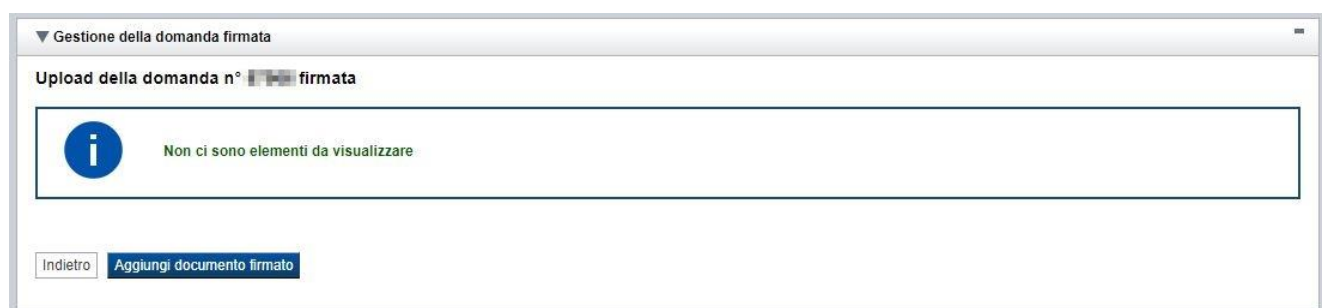 Gestione della domanda firmata
Upload della domanda n° firmata
Non ci sono elementi da visualizzare
Indietro Aggiungi documento firmato